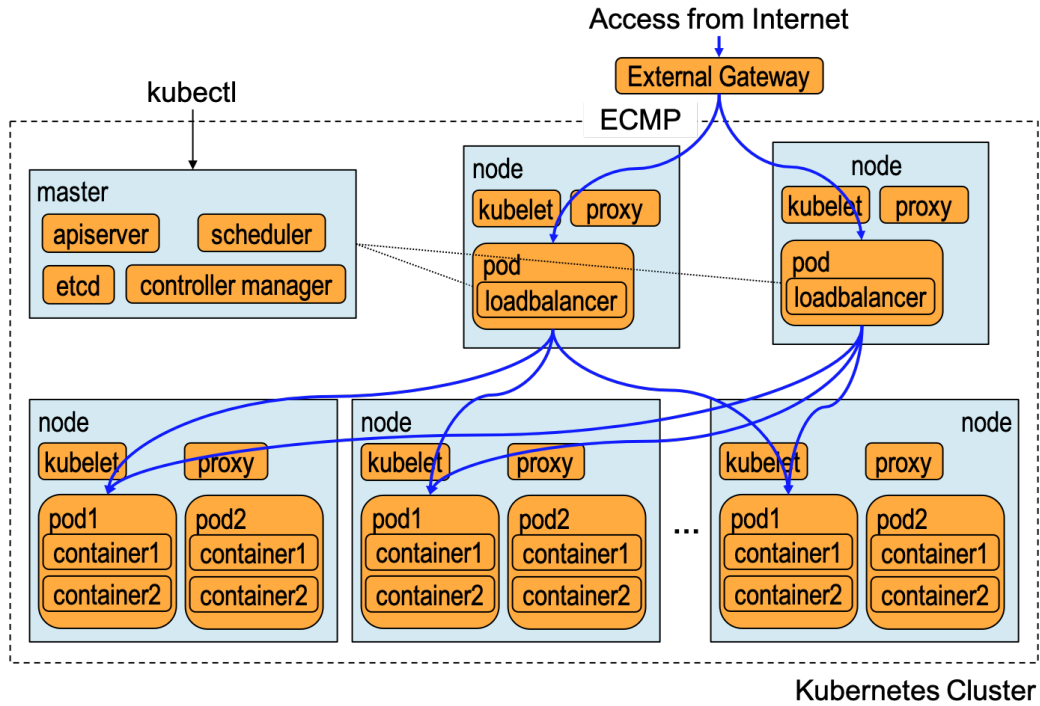 Access from Internet
External Gateway
kubectl
ECMP
master
apiserver
scheduler
etcd
controller manager
node
kubelet
proxy
pod
loadbalancer
node
kubelet
proxy
pod
loadbalancer
node
kubelet
proxy
pod1
container1
container2
pod2
container1
container2
node
kubelet
proxy
pod1
container1
container2
pod2
container1
container2
...
node
kubelet
proxy
pod1
container1
container2
pod2
container1
container2
Kubernetes Cluster